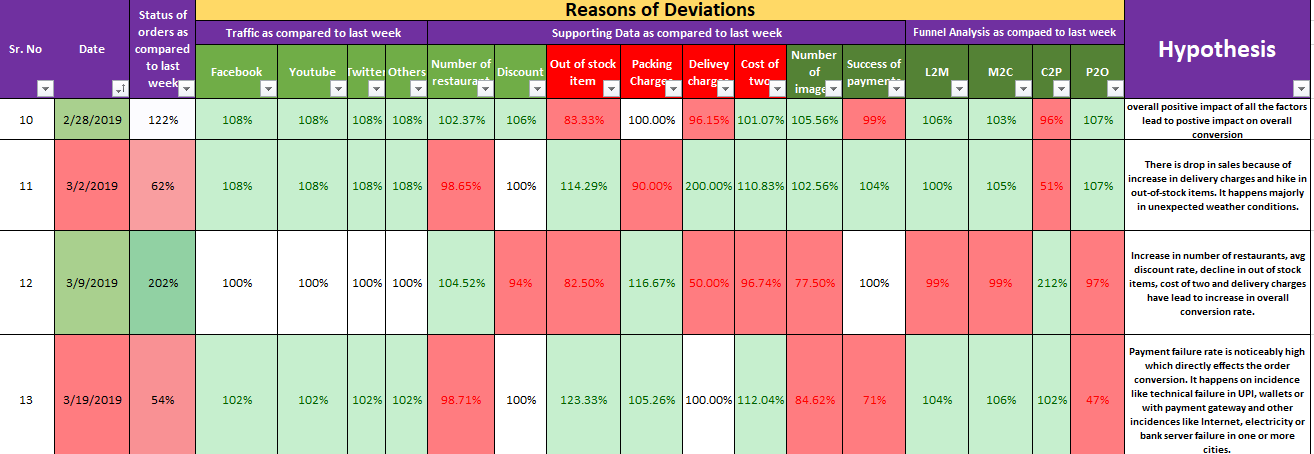 Reasons of Deviations
Sr. No
Date
Status of
orders as
compared
to last
week
Traffic as compared to last week
Supporting Data as compared to last week
Funnel Analysis as compaed to last week
Hypothesis
Facebook
Youtube
Twitter
Others
Number of
restaurant
Discount
Out of stock
item
Packing
Charges
Delivey
charges
Cost of
two
Number
of
images
Success of
payments
L2M
M2C
C2P
P2O
10 2/28/2019 122% 108% 108% 108% 108% 102.37% 106% 83.33% 100.00% 96.15% 101.07% 105.56% 99% 106% 103% 96% 107%
overall positive impact of all the factors
lead to postive impact on overall
conversion
11 3/2/2019 62% 108% 108% 108% 108% 98.65% 100% 114.29% 90.00% 200.00% 110.83% 102.56% 104% 100% 105% 51% 107%
There is drop in sales because of
increase in delivery charges and hike in
out-of-stock items. It happens majorly
in unexpected weather conditions.
12 3/9/2019 202% 100% 100% 100% 100% 104.52% 94% 82.50% 116.67% 50.00% 96.74% 77.50% 100% 99% 99% 212% 97%
Increase in number of restaurants, avg
discount rate, decline in out of stock
items, cost of two and delivery charges
have lead to increase in overall
conversion rate.
13 3/19/2019 54% 102% 102% 102% 102% 98.71% 100% 123.33% 105.26% 100.00% 112.04% 84.62% 71% 104% 106% 102% 47%
Payment failure rate is noticeably high
which directly effects the order
conversion. It happens on incidence
like technical failure in UPI, wallets or
with payment gateway and other
incidences like Internet, electricity or
bank server failure in one or more
cities.